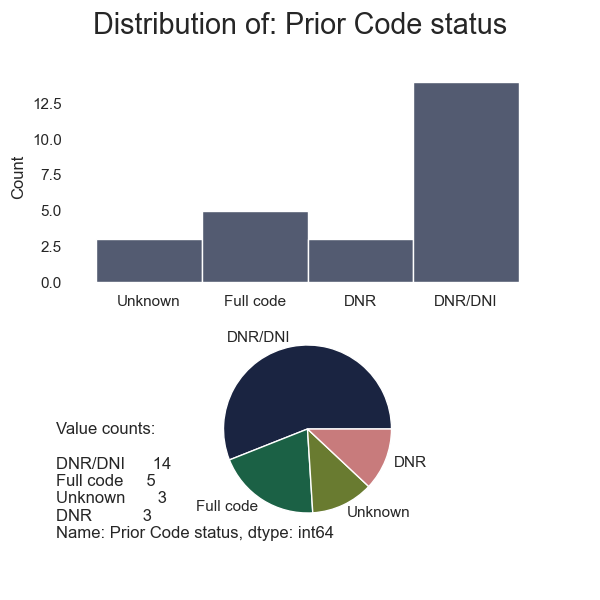 Distribution of: Prior Code status
12.5
10.0
7.5
5.0
2.5
0.0
Count
Unknown Full code DNR DNR/DNI
DNR/DNI
DNR
Unknown
Full code
Value counts:
DNR/DNI 14
Full code 5
Unknown 3
DNR 3
Name: Prior Code status, dtype: int64